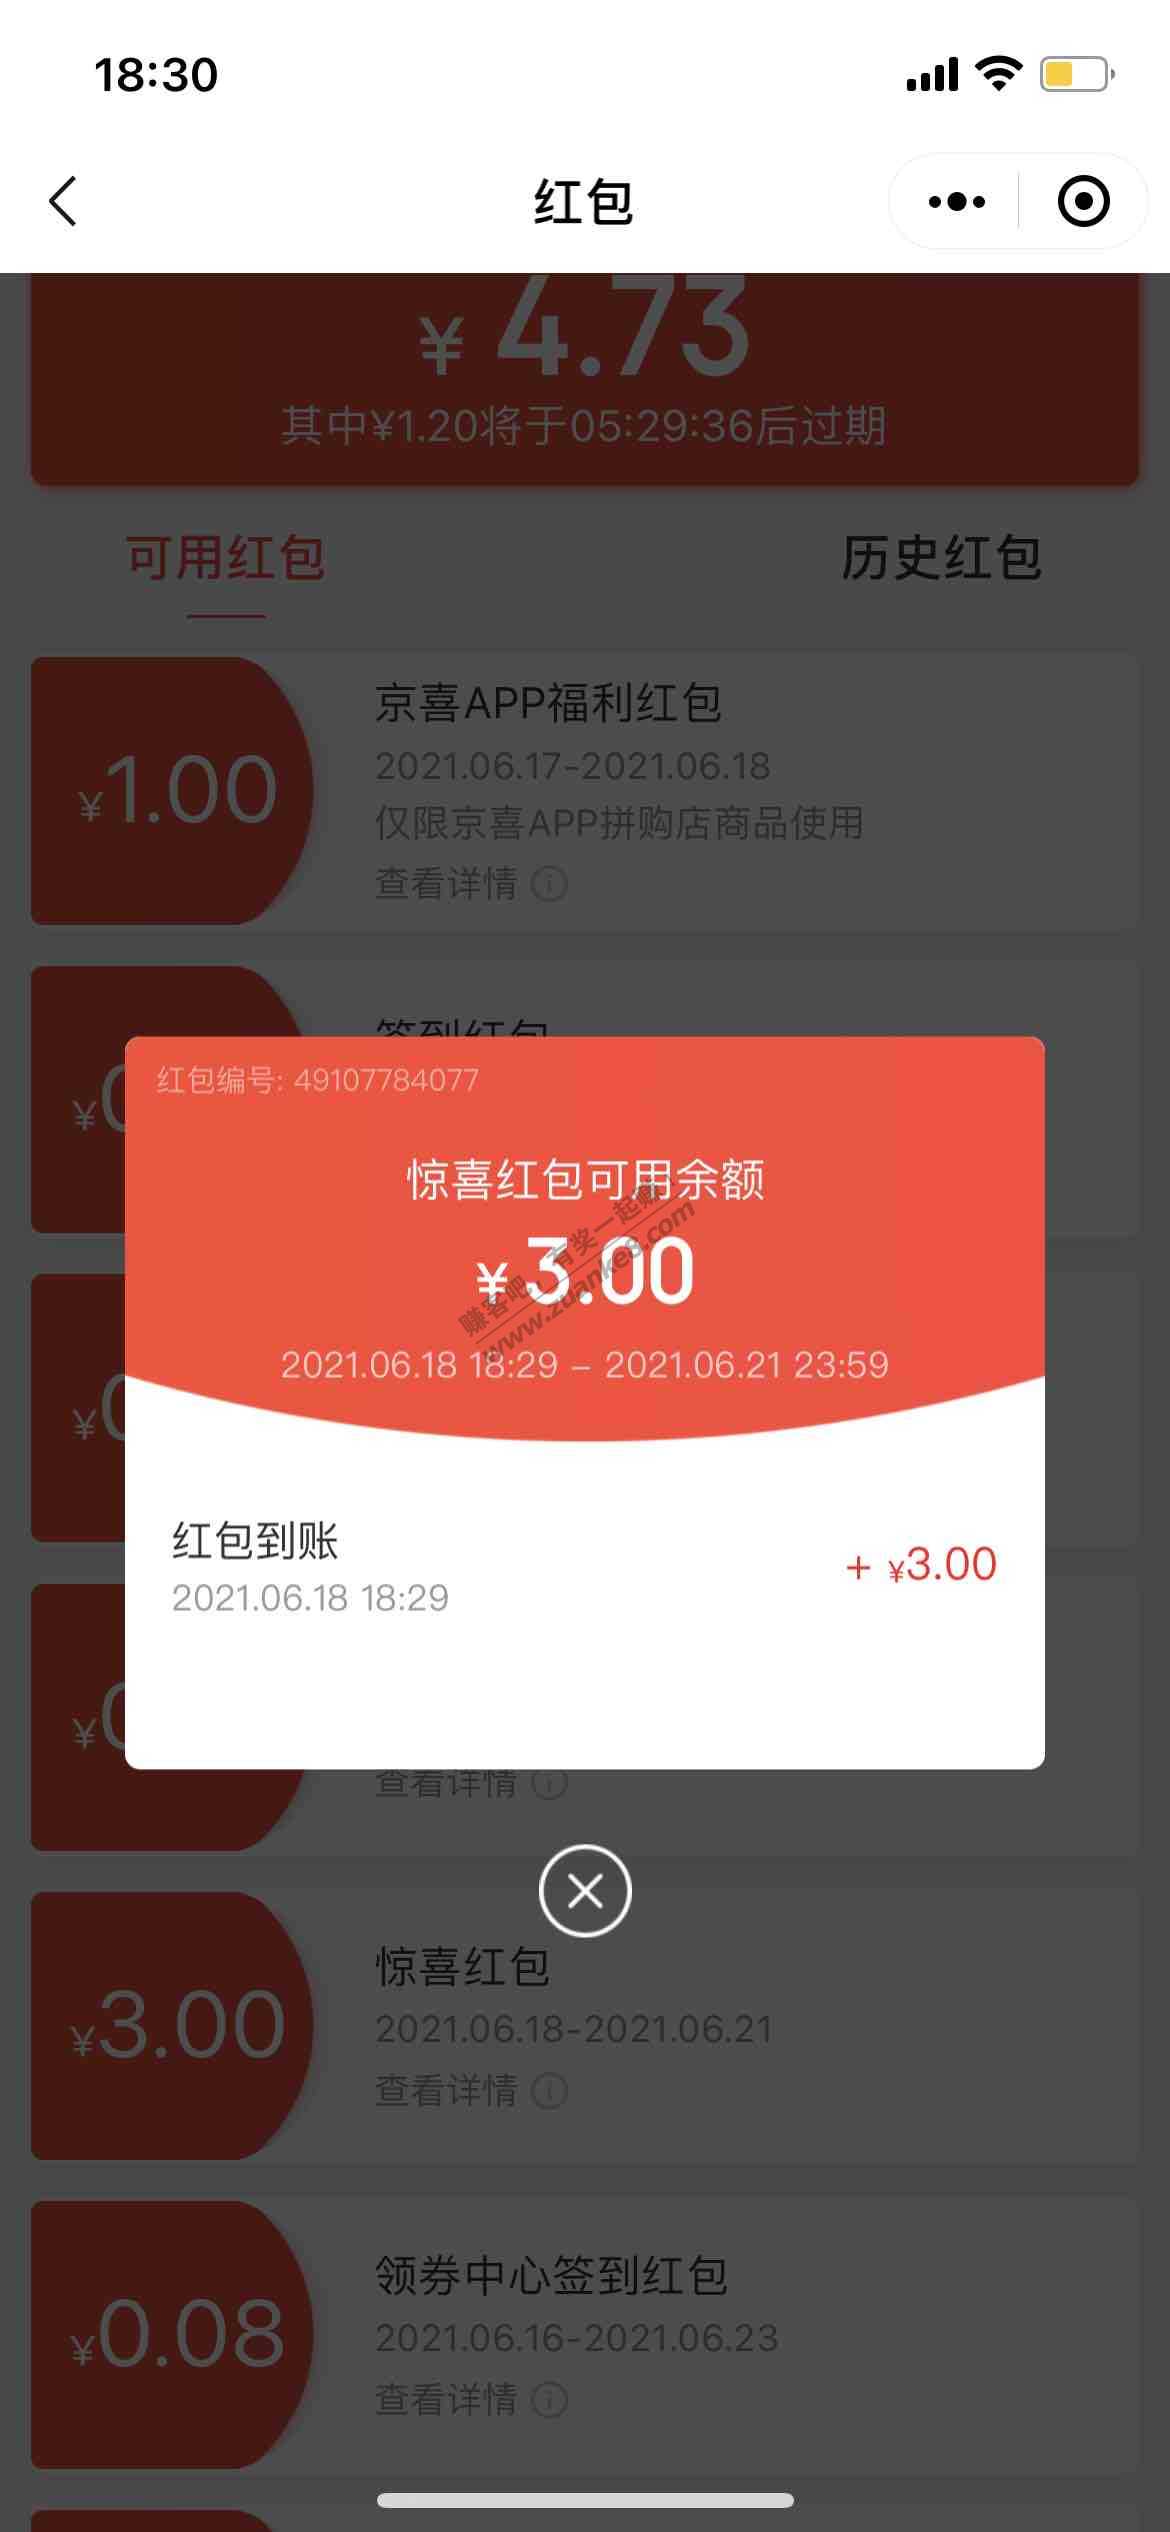 18:30
红包
¥ 4.73
其中¥1.20将于05:29:36后过期
可用红包
历史红包
¥1.00
京喜APP福利红包
2021.06.17-2021.06.18
仅限京喜APP拼购店商品使用
查看详情
签到红包
¥0
红包编号: 49107784077
惊喜红包可用余额
¥3.00
赚客吧,有奖一起赚!
www.zuanke8.com
2021.06.18 18:29 – 2021.06.21 23:59
¥0
红包到账
2021.06.18 18:29
+ ¥3.00
¥0
查看详情
¥3.00
惊喜红包
2021.06.18-2021.06.21
查看详情
¥0.08
领券中心签到红包
2021.06.16-2021.06.23
查看详情